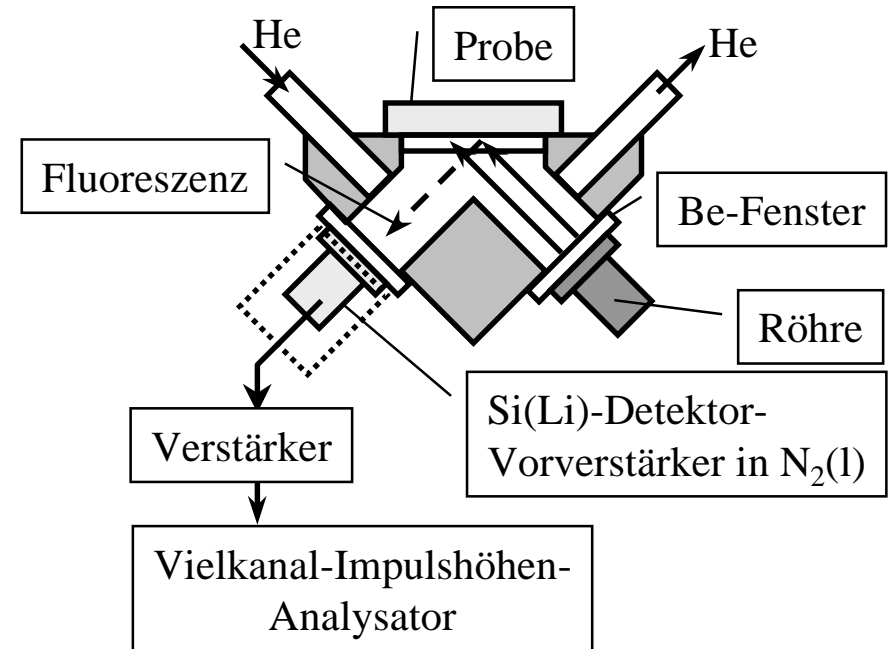 He
Probe
He
Fluoreszenz
Be-Fenster
Röhre
Si(Li)-Detektor-
Vorverstärker in N₂(l)
Verstärker
Vielkanal-Impulshöhen-
Analysator